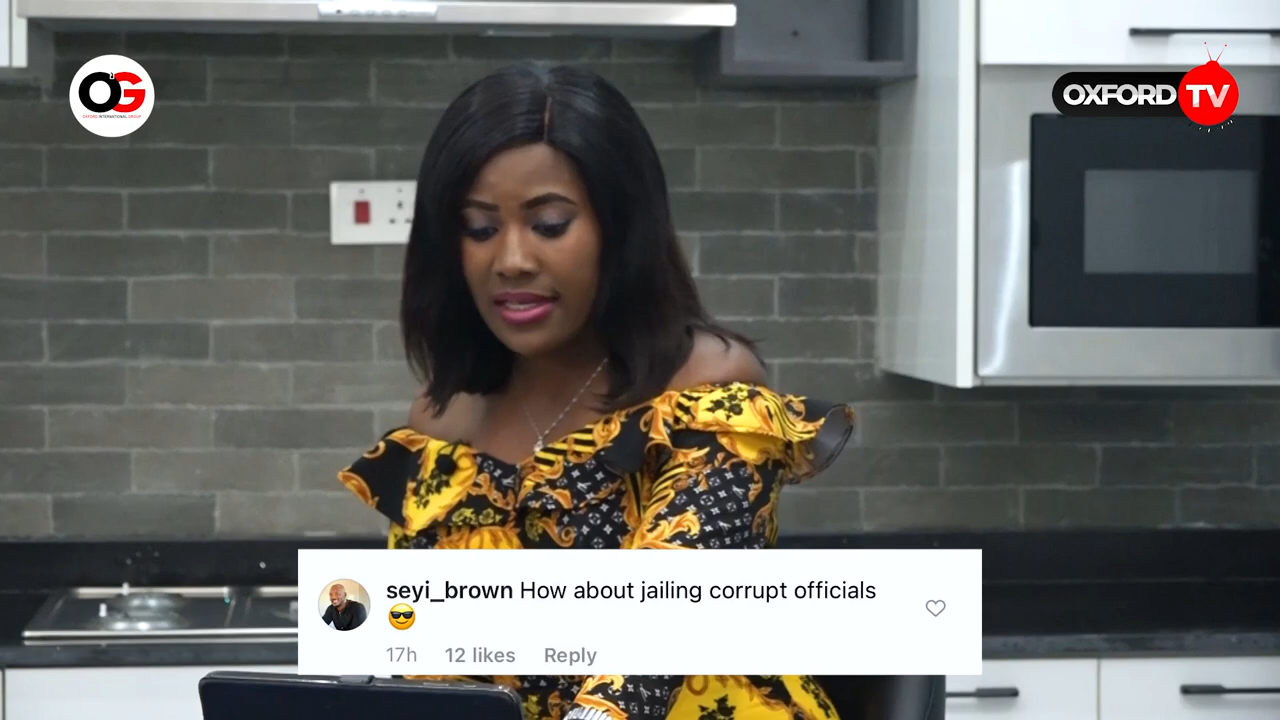 OG
OXFORD INTERNATIONAL GROUP
OXFORD TV
seyi_brown How about jailing corrupt officials
😎
17h 12 likes Reply